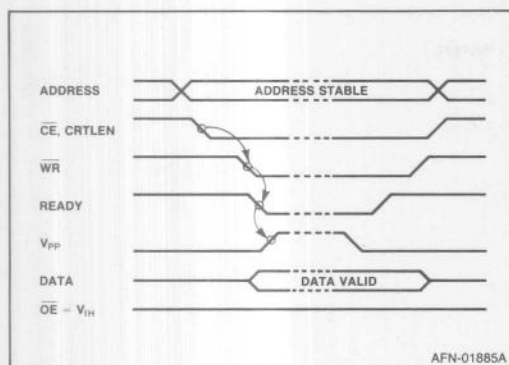 ADDRESS
ADDRESS STABLE
CE, CRTLEN
WR
READY
VPP
DATA
DATA VALID
OE = VIH
AFN-01885A